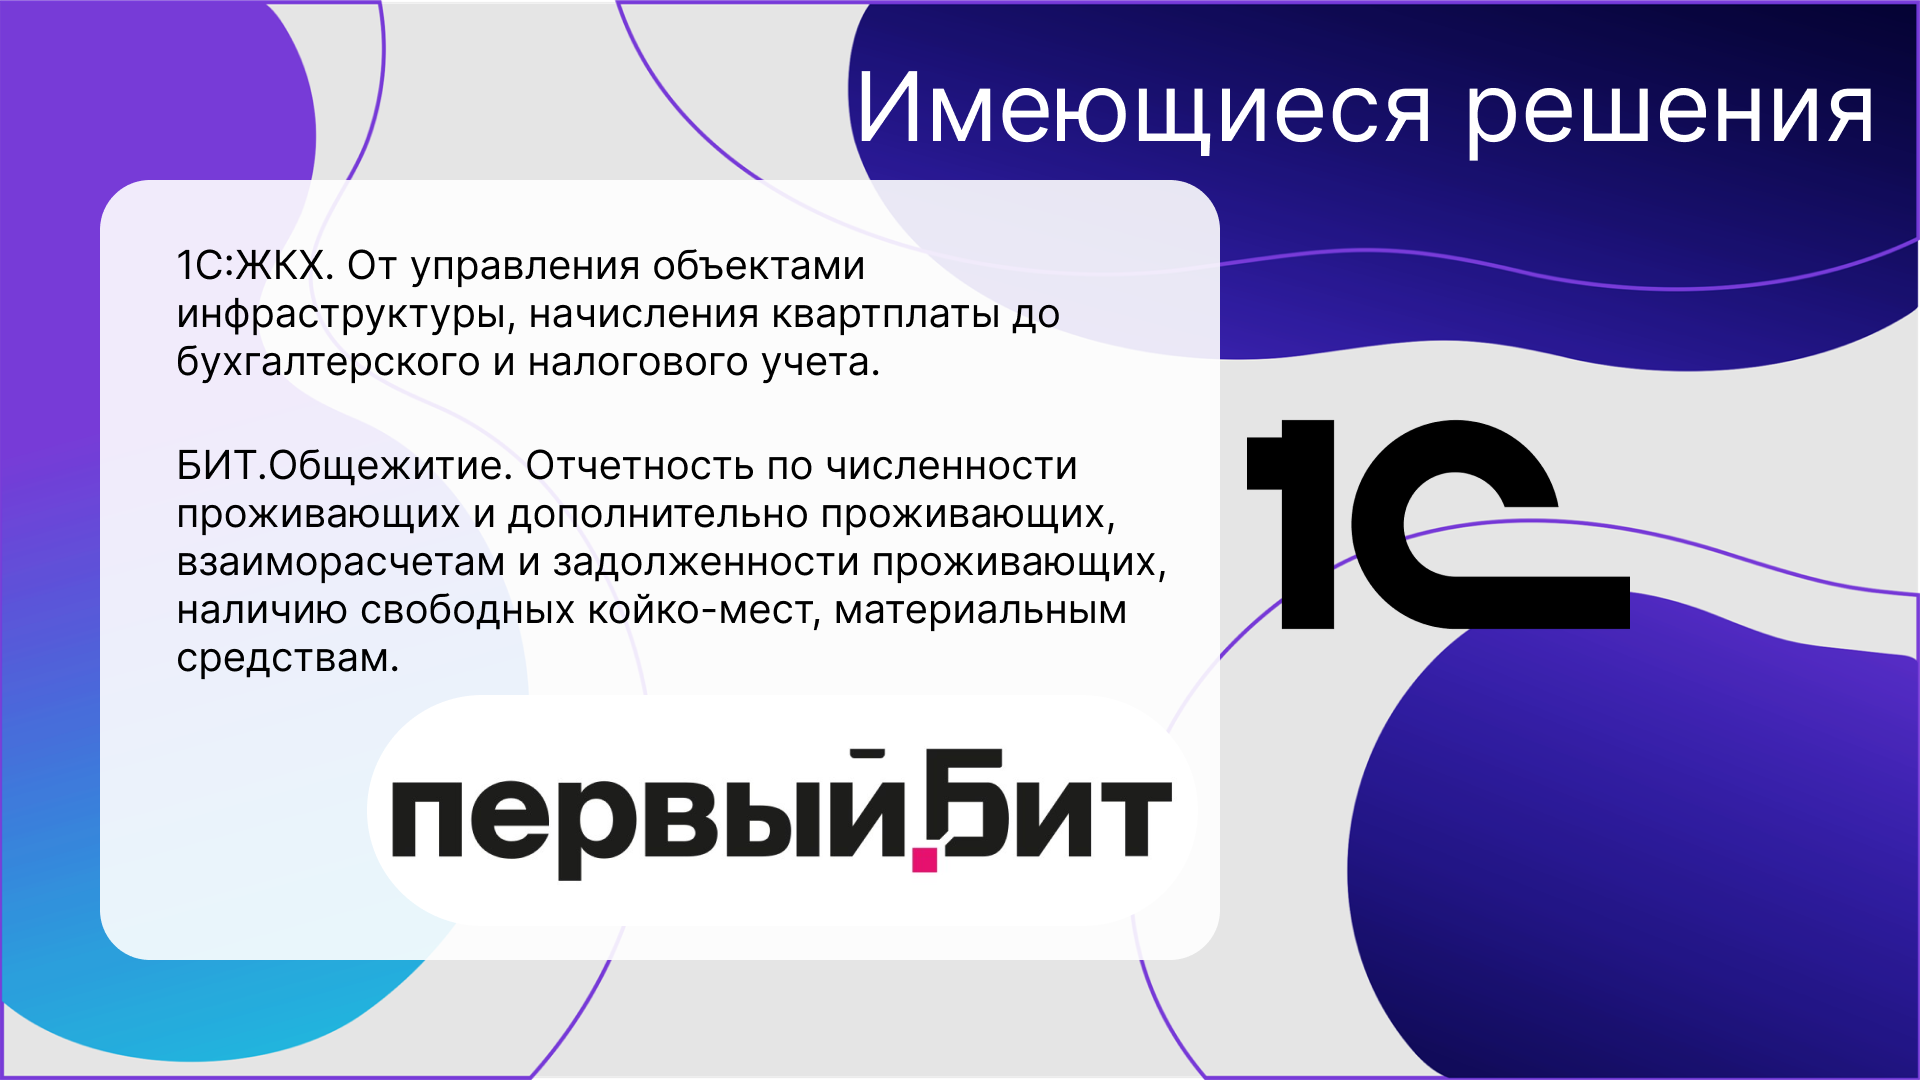 Имеющиеся решения
1С:ЖКХ. От управления объектами
инфраструктуры, начисления квартплаты до
бухгалтерского и налогового учета.
БИТ.Общежитие. Отчетность по численности
проживающих и дополнительно проживающих,
взаиморасчетам и задолженности проживающих,
наличию свободных койко-мест, материальным
средствам.
1С
первый.Бит